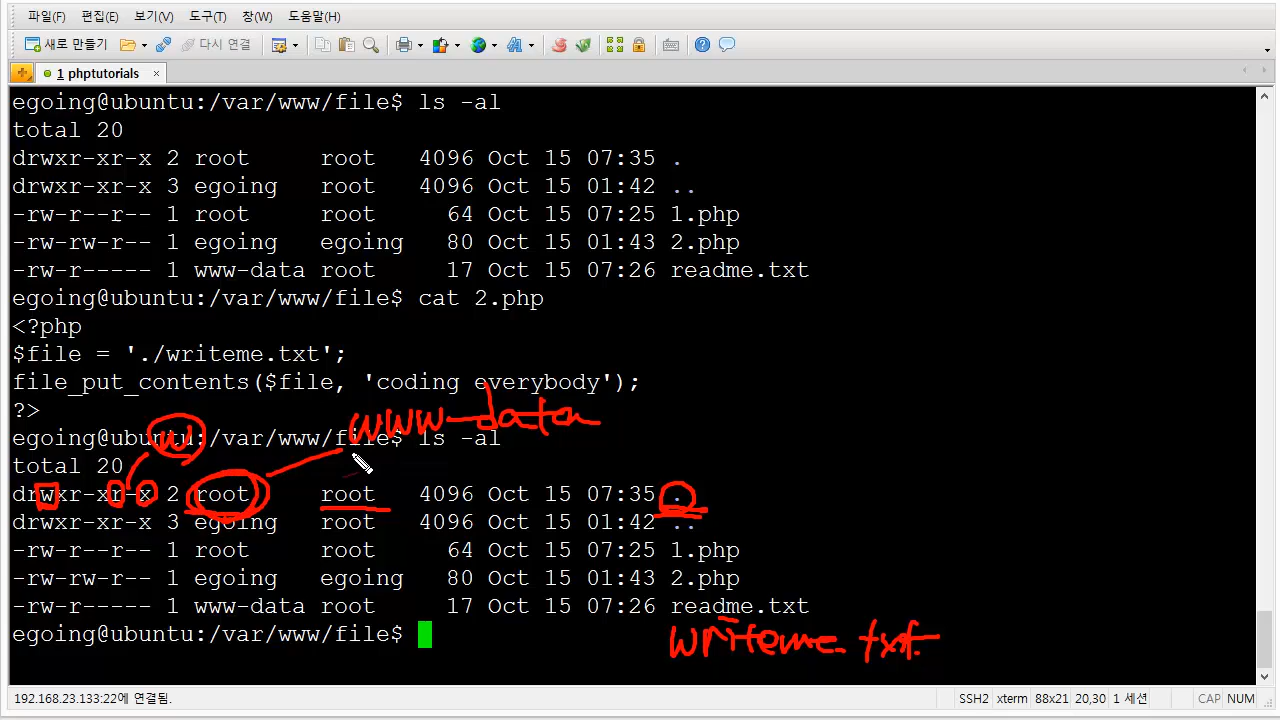 파일(F) 편집(E) 보기(V) 도구(T) 창(W) 도움말(H)
새로 만들기 다시 연결
1 phptutorials ×
egoing@ubuntu:/var/www/file$ ls -al
total 20
drwxr-xr-x 2 root root 4096 Oct 15 07:35 .
drwxr-xr-x 3 egoing root 4096 Oct 15 01:42 ..
-rw-r--r-- 1 root root 64 Oct 15 07:25 1.php
-rw-rw-r-- 1 egoing egoing 80 Oct 15 01:43 2.php
-rw-r----- 1 www-data root 17 Oct 15 07:26 readme.txt
egoing@ubuntu:/var/www/file$ cat 2.php
<?php
$file = './writeme.txt';
file_put_contents($file, 'coding everybody');
?>
www-data
egoing@ubuntu:/var/www/file$ ls -al
w
total 20
drwxr-xr-x 2 root root 4096 Oct 15 07:35 .
drwxr-xr-x 3 egoing root 4096 Oct 15 01:42 ..
-rw-r--r-- 1 root root 64 Oct 15 07:25 1.php
-rw-rw-r-- 1 egoing egoing 80 Oct 15 01:43 2.php
-rw-r----- 1 www-data root 17 Oct 15 07:26 readme.txt
egoing@ubuntu:/var/www/file$
writeme.txt
192.168.23.133:22에 연결됨. SSH2 xterm 88x21 20,30 1 세션 CAP NUM